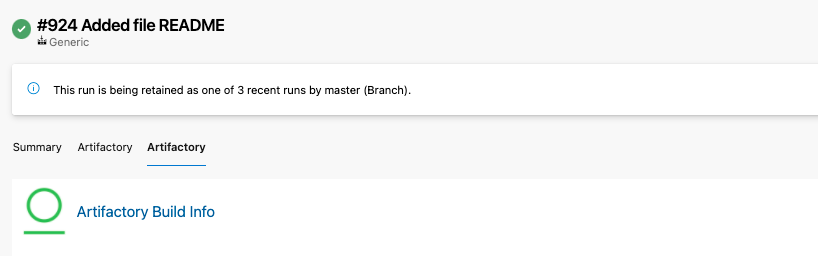 #924 Added file README
Generic
This run is being retained as one of 3 recent runs by master (Branch).
Summary Artifactory Artifactory
Artifactory Build Info